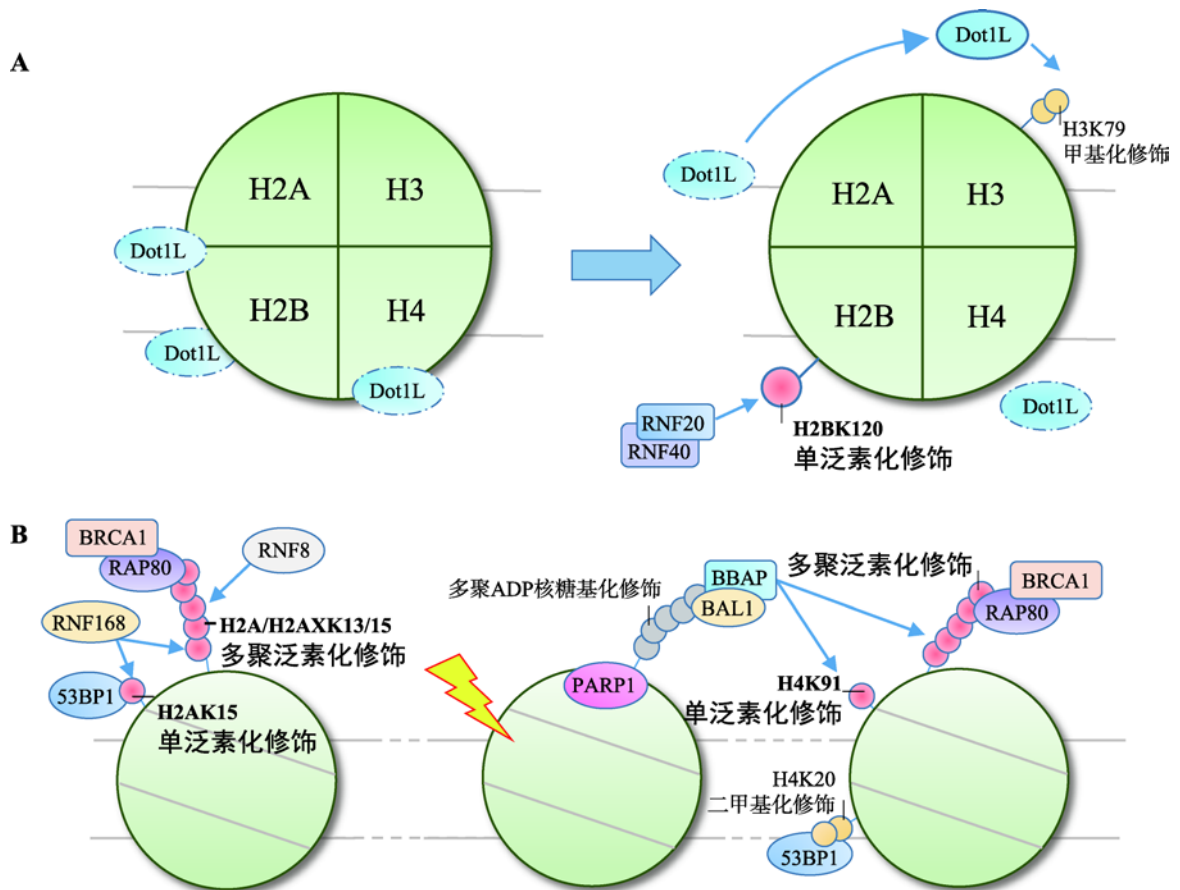 A
Dot1L
H3K79
甲基化修饰
Dot1L
H2A
H3
H2A
H3
Dot1L
H2B
H4
H2B
H4
Dot1L
Dot1L
Dot1L
RNF20
RNF40
H2BK120
单泛素化修饰
B
BRCA1
RAP80
RNF8
RNF168
H2A/H2AXK13/15
多聚泛素化修饰
53BP1
H2AK15
单泛素化修饰
多聚ADP核糖基化修饰
BBAP
BAL1
多聚泛素化修饰
BRCA1
RAP80
PARP1
H4K91
单泛素化修饰
H4K20
二甲基化修饰
53BP1